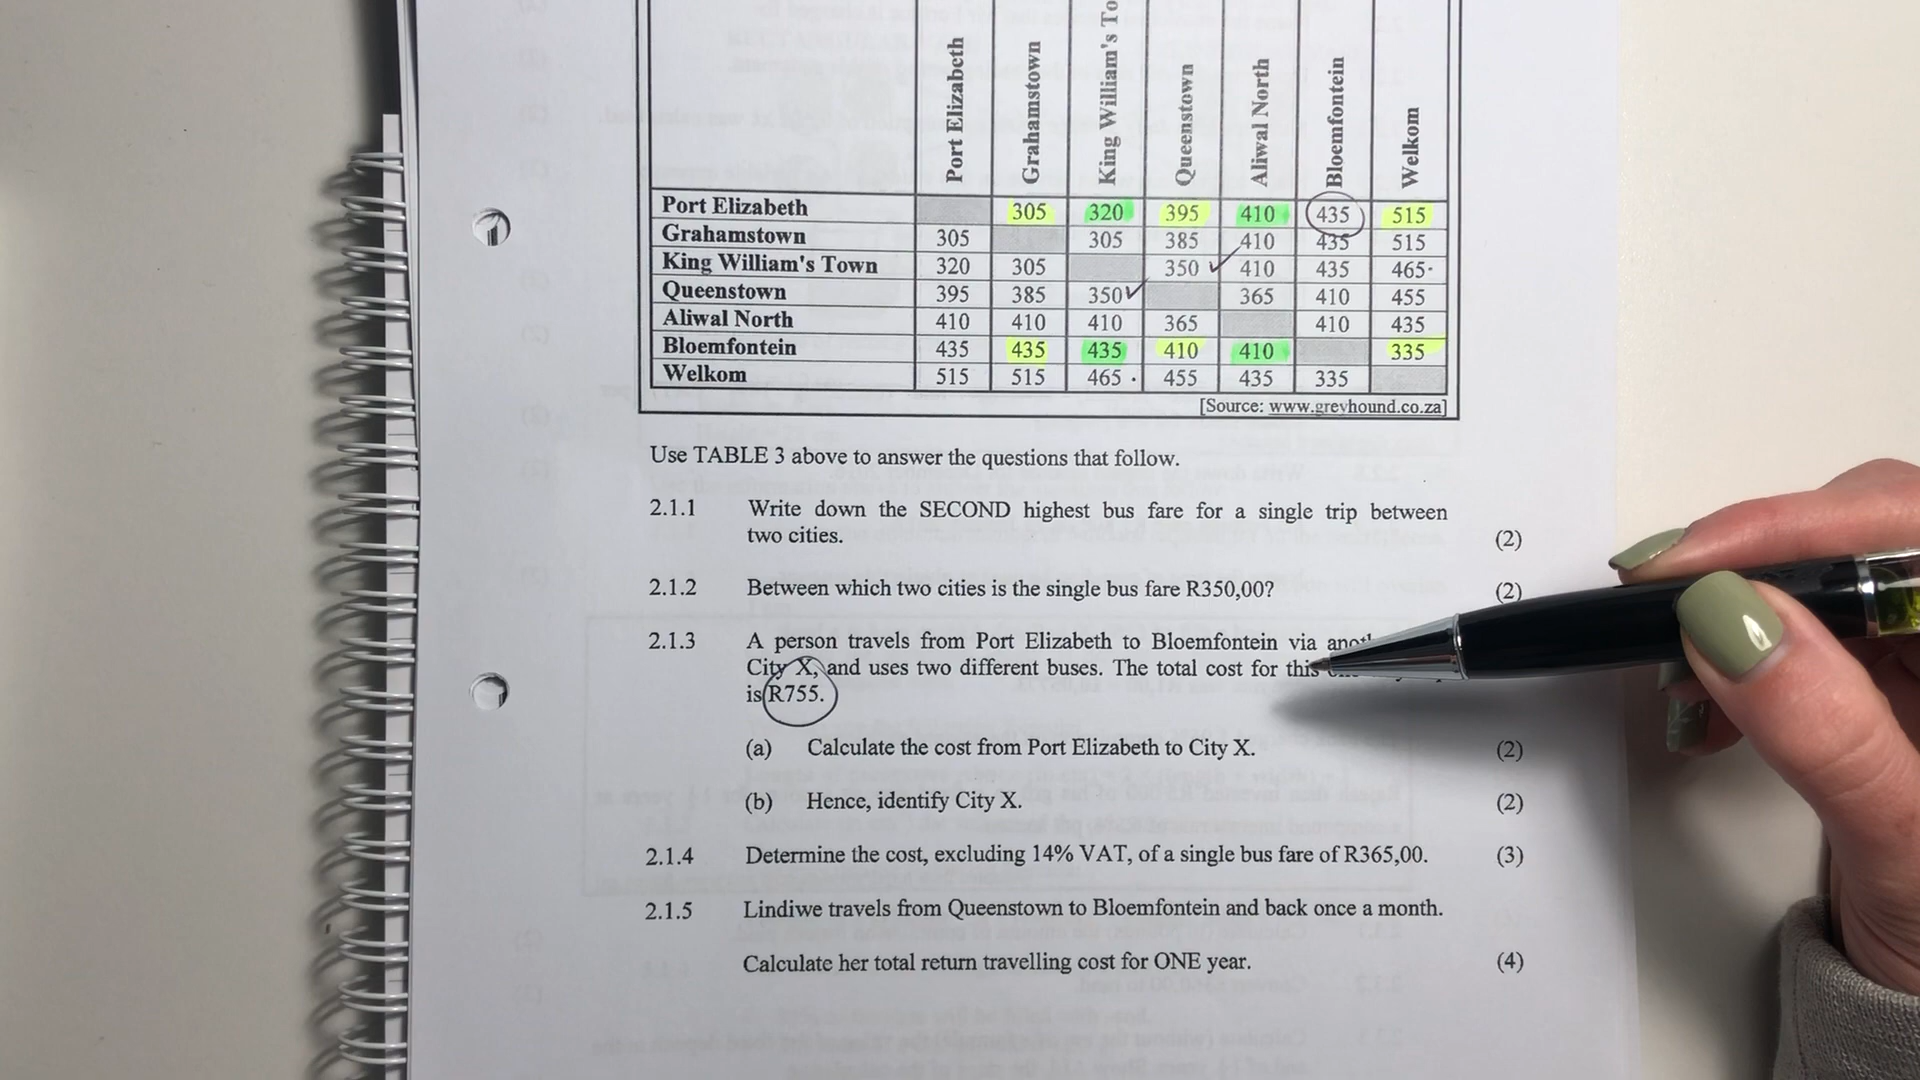 Port Elizabeth Grahamstown King William's To Queenstown Aliwal North Bloemfontein Welkom
Port Elizabeth 305 320 395 410 435 515
Grahamstown 305 305 385 410 435 515
King William's Town 320 305 350 410 435 465
Queenstown 395 385 350 365 410 455
Aliwal North 410 410 410 365 410 435
Bloemfontein 435 435 435 410 410 335
Welkom 515 515 465 455 435 335
[Source: www.greyhound.co.za]
Use TABLE 3 above to answer the questions that follow.
2.1.1 Write down the SECOND highest bus fare for a single trip between (2)
two cities.
2.1.2 Between which two cities is the single bus fare R350,00? (2)
2.1.3 A person travels from Port Elizabeth to Bloemfontein via
City X, and uses two different buses. The total cost for this
is R755.
(a) Calculate the cost from Port Elizabeth to City X. (2)
(b) Hence, identify City X. (2)
2.1.4 Determine the cost, excluding 14% VAT, of a single bus fare of R365,00. (3)
2.1.5 Lindiwe travels from Queenstown to Bloemfontein and back once a month.
Calculate her total return travelling cost for ONE year. (4)